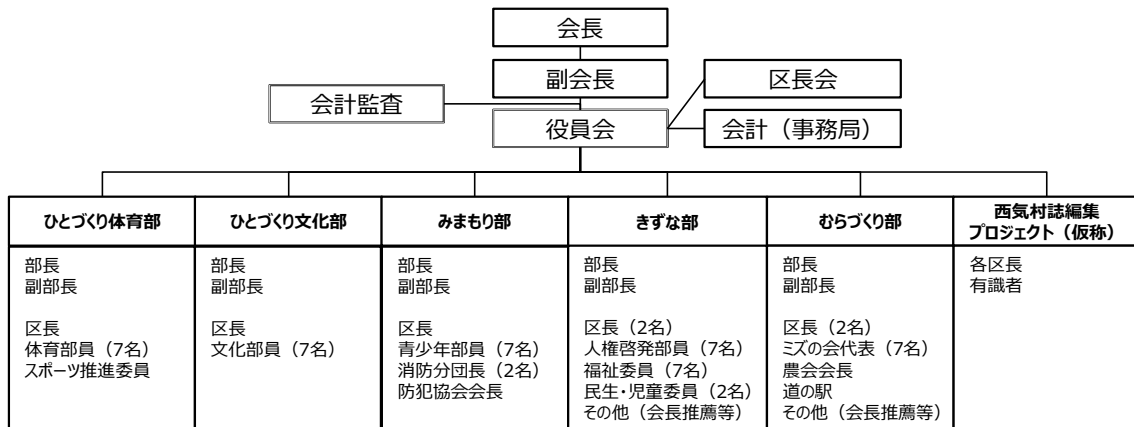 会長
副会長
区長会
会計監査
役員会
会計（事務局）
ひとづくり体育部
部長
副部長
区長
体育部員（7名）
スポーツ推進委員
ひとづくり文化部
部長
副部長
区長
文化部員（7名）
みまもり部
部長
副部長
区長
青少年部員（7名）
消防分団長（2名）
防犯協会会長
きずな部
部長
副部長
区長（2名）
人権啓発部員（7名）
福祉委員（7名）
民生・児童委員（2名）
その他（会長推薦等）
むらづくり部
部長
副部長
区長（2名）
ミズの会代表（7名）
農会会長
道の駅
その他（会長推薦等）
西気村誌編集
プロジェクト（仮称）
各区長
有識者